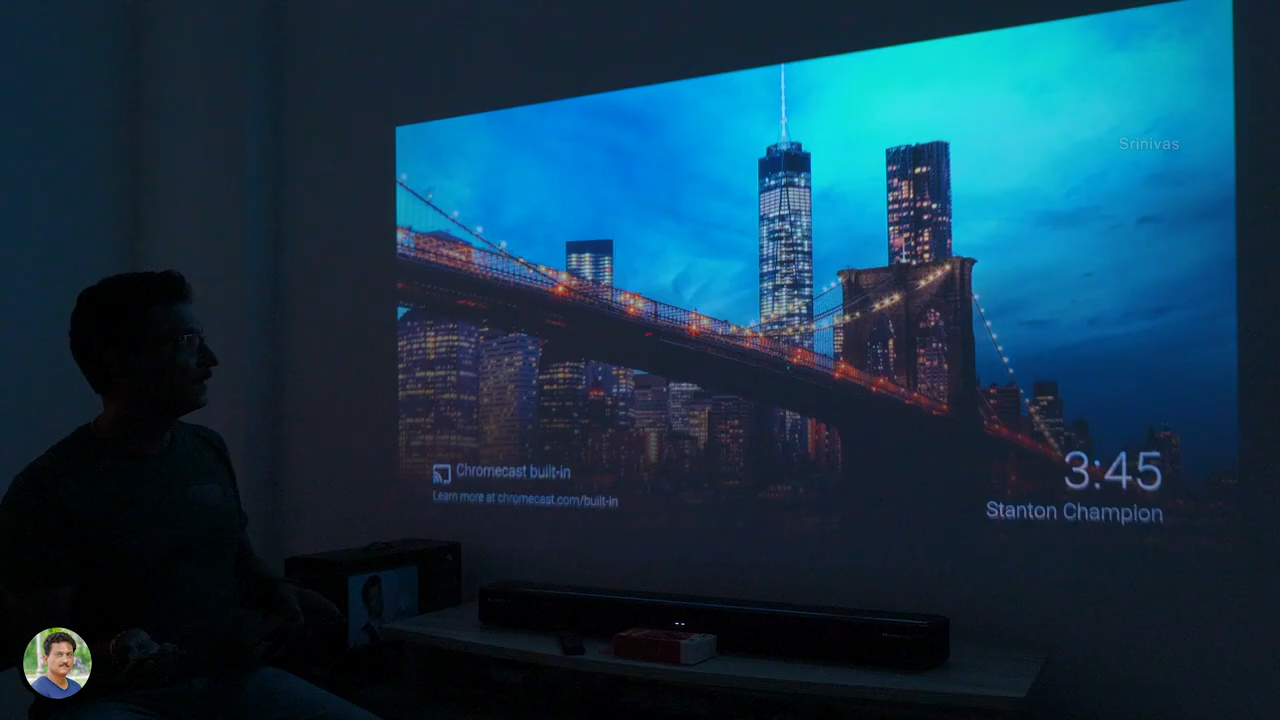 Srinivas
Chromecast built-in
Learn more at chromecast.com/built-in
3:45
Stanton Champion